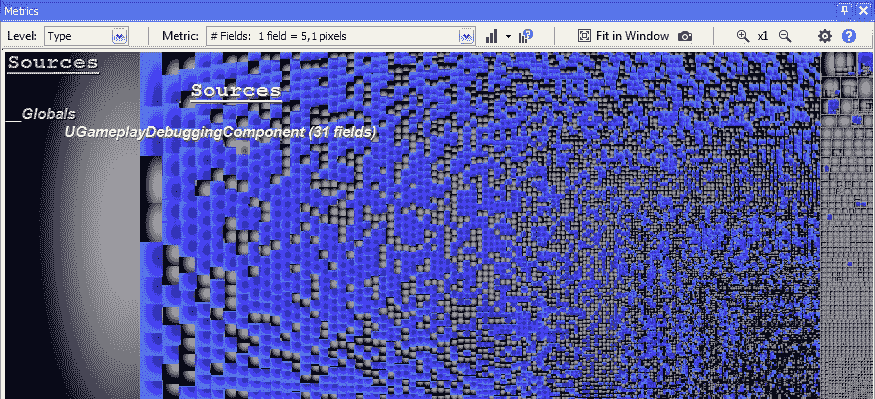 Metrics
Level: Type Metric: # Fields: 1 field = 5,1 pixels Fit in Window x1
Sources
Sources
__Globals
UGameplayDebuggingComponent (31 fields)